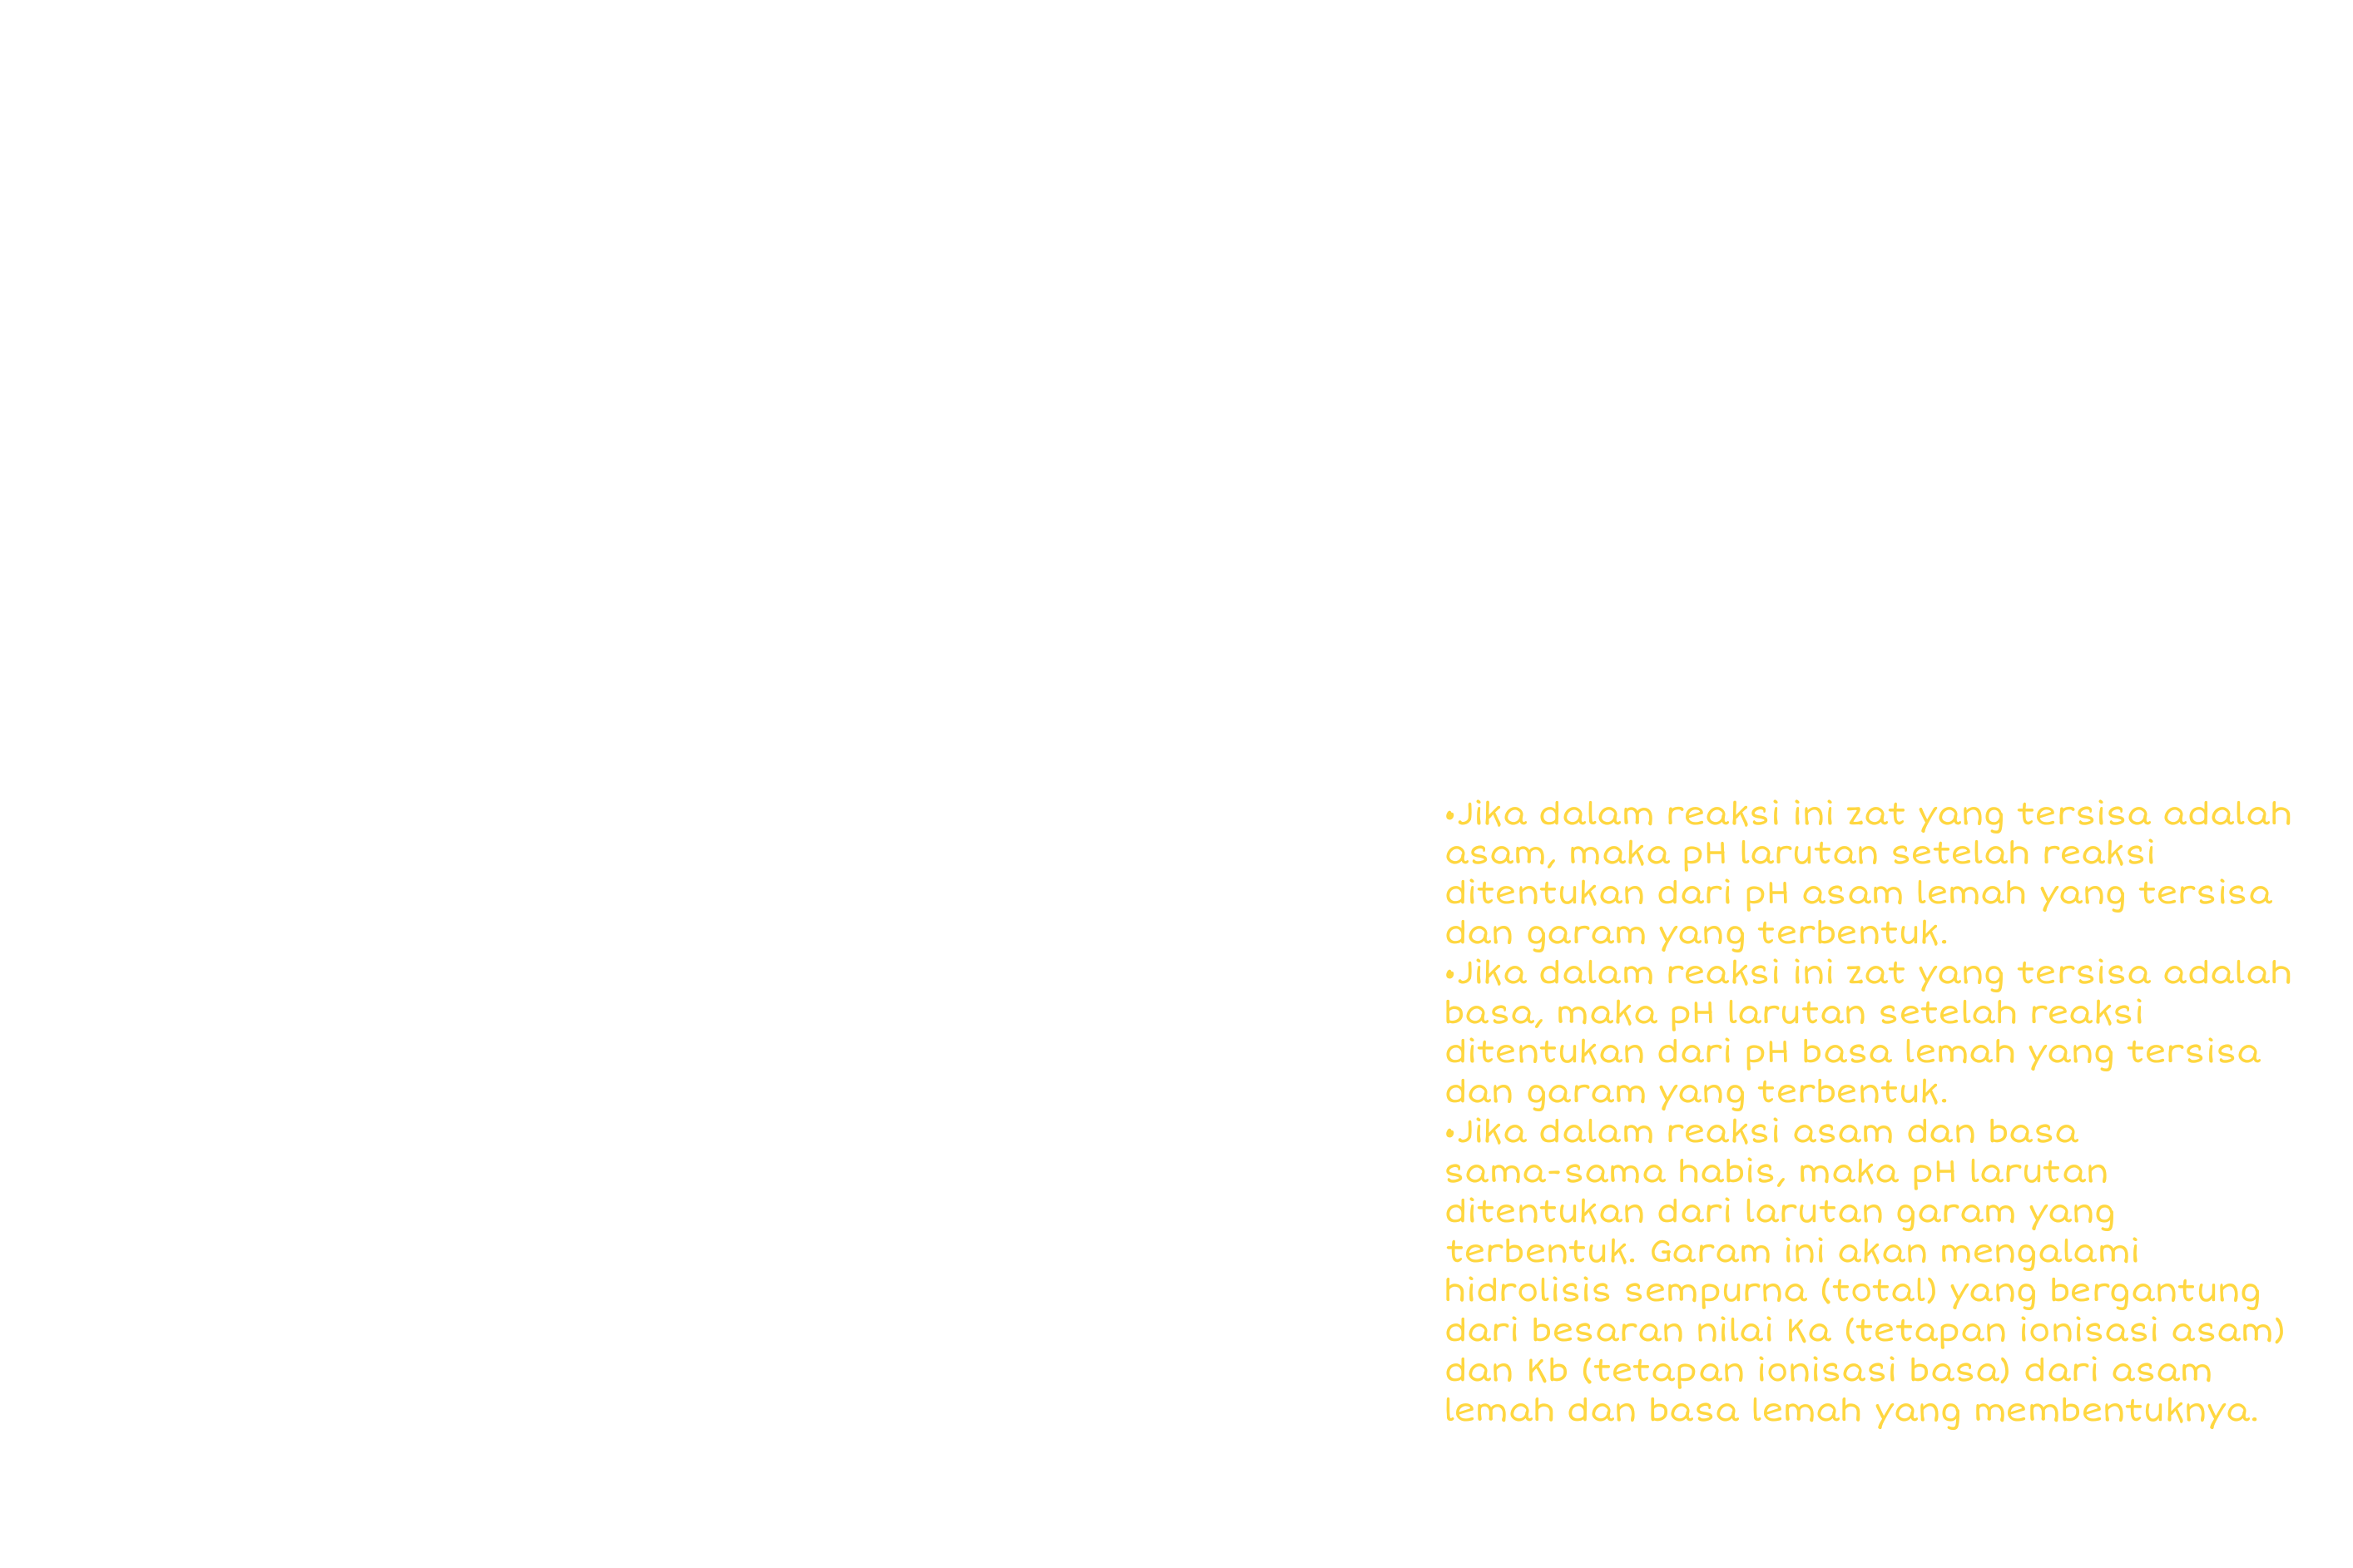 •Jika dalam reaksi ini zat yang tersisa adalah
asam, maka pH larutan setelah reaksi
ditentukan dari pH asam lemah yang tersisa
dan garam yang terbentuk.
•Jika dalam reaksi ini zat yang tersisa adalah
basa, maka pH larutan setelah reaksi
ditentukan dari pH basa lemah yang tersisa
dan garam yang terbentuk.
•Jika dalam reaksi asam dan basa
sama-sama habis, maka pH larutan
ditentukan dari larutan garam yang
terbentuk. Garam ini akan mengalami
hidrolisis sempurna (total) yang bergantung
dari besaran nilai Ka (tetapan ionisasi asam)
dan Kb (tetapan ionisasi basa) dari asam
lemah dan basa lemah yang membentuknya.